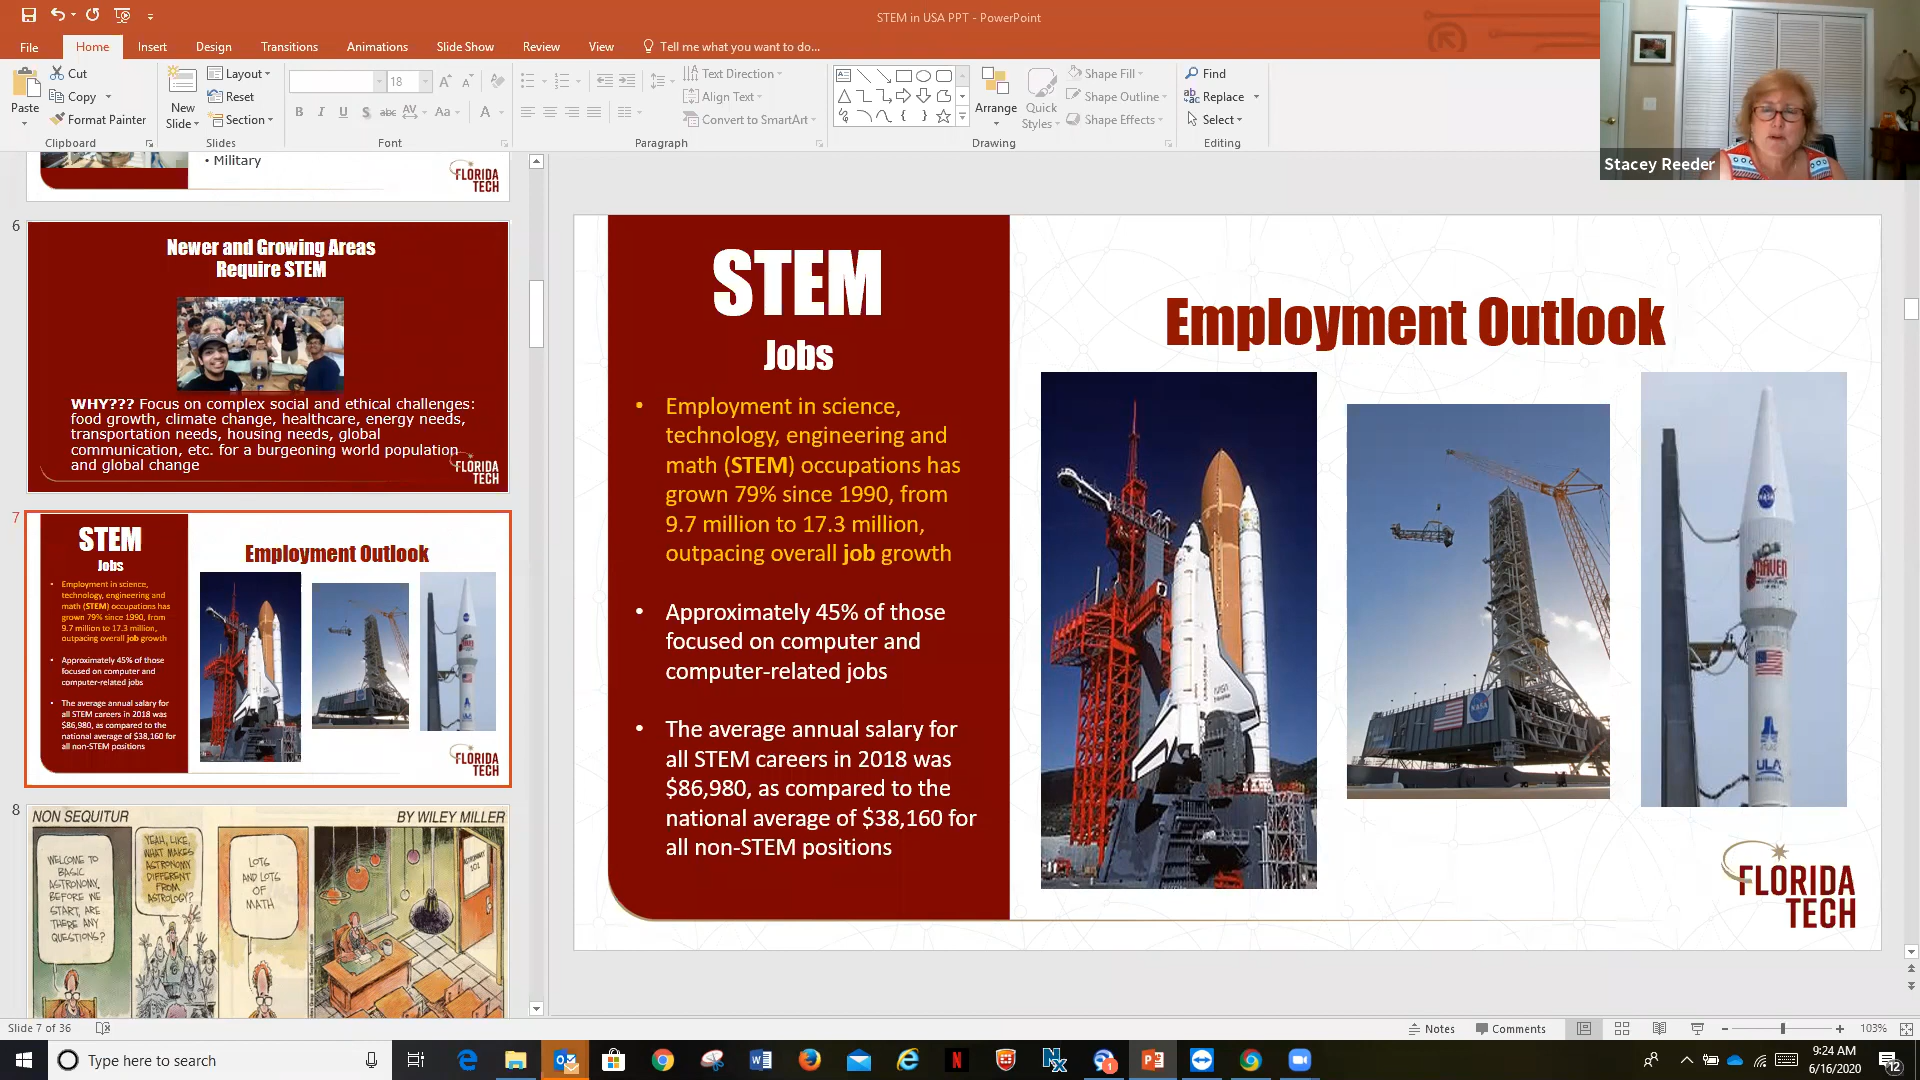 STEM in USA PPT - PowerPoint
File
Home
Insert
Design
Transitions
Animations
Slide Show
Review
View
Tell me what you want to do...
Paste
Cut
Copy
Format Painter
Clipboard
New
Slide
Layout
Reset
Section
Slides
18
B I U S abc AV Aa A
Font
Text Direction
Align Text
Convert to SmartArt
Paragraph
Arrange
Quick
Styles
Shape Fill
Shape Outline
Shape Effects
Drawing
Find
Replace
Select
Editing
Stacey Reeder
• Military
FLORIDA
TECH
6
Newer and Growing Areas
Require STEM
WHY??? Focus on complex social and ethical challenges:
food growth, climate change, healthcare, energy needs,
transportation needs, housing needs, global
communication, etc. for a burgeoning world population
and global change
FLORIDA
TECH
7
STEM
Jobs
• Employment in science,
technology, engineering and
math (STEM) occupations has
grown 79% since 1990, from
9.7 million to 17.3 million,
outpacing overall job growth
• Approximately 45% of those
focused on computer and
computer-related jobs
• The average annual salary for
all STEM careers in 2018 was
$86,980, as compared to the
national average of $38,160 for
all non-STEM positions
Employment Outlook
FLORIDA
TECH
8
NON SEQUITUR
BY WILEY MILLER
WELCOME TO
BASIC
ASTRONOMY.
BEFORE WE
START, ARE
THERE ANY
QUESTIONS?
YEAH, LIKE,
WHAT MAKES
ASTRONOMY
DIFFERENT
FROM
ASTROLOGY?
LOTS
AND LOTS
OF
MATH
ASTRONOMY
101
STEM
Jobs
• Employment in science,
technology, engineering and
math (STEM) occupations has
grown 79% since 1990, from
9.7 million to 17.3 million,
outpacing overall job growth
• Approximately 45% of those
focused on computer and
computer-related jobs
• The average annual salary for
all STEM careers in 2018 was
$86,980, as compared to the
national average of $38,160 for
all non-STEM positions
Employment Outlook
NASA
NASA
NASA
MAVEN
ULA
FLORIDA
TECH
Slide 7 of 36
Notes
Comments
103%
Type here to search
9:24 AM
6/16/2020
12